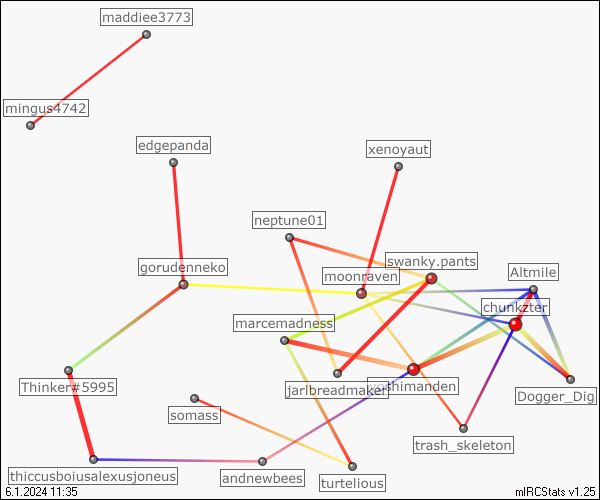 maddiee3773
mingus4742
edgepanda
xenoyaut
neptune01
swanky.pants
gorudenneko
moonraven
Altmile
chunkzter
marcemadness
Thinker#5995
jarlbreadmaker
yoshimanden
Dogger_Dig
somass
trash_skeleton
thiccusboiusalexusjoneus
andnewbees
turtelious
6.1.2024 11:35
mIRCStats v1.25